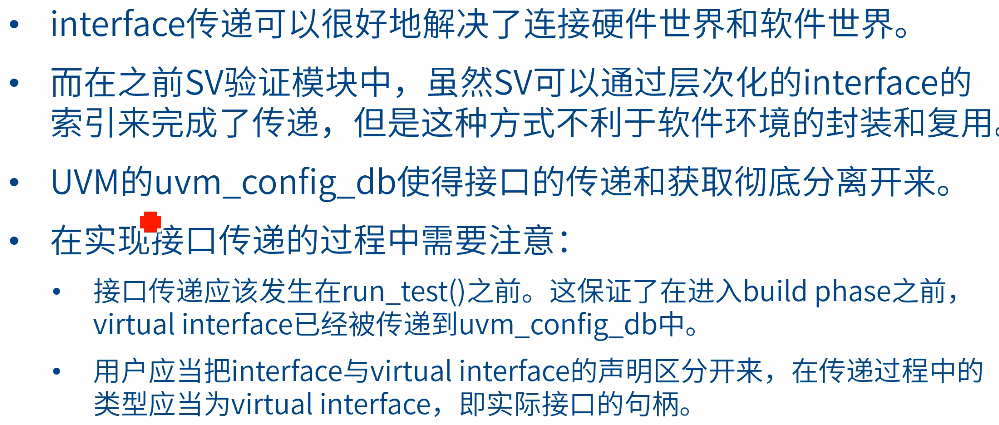 • interface传递可以很好地解决了连接硬件世界和软件世界。
• 而在之前SV验证模块中，虽然SV可以通过层次化的interface的
索引来完成了传递，但是这种方式不利于软件环境的封装和复用。
• UVM的uvm_config_db使得接口的传递和获取彻底分离开来。
• 在实现接口传递的过程中需要注意：
• 接口传递应该发生在run_test()之前。这保证了在进入build phase之前，
virtual interface已经被传递到uvm_config_db中。
• 用户应当把interface与virtual interface的声明区分开来，在传递过程中的
类型应当为virtual interface，即实际接口的句柄。